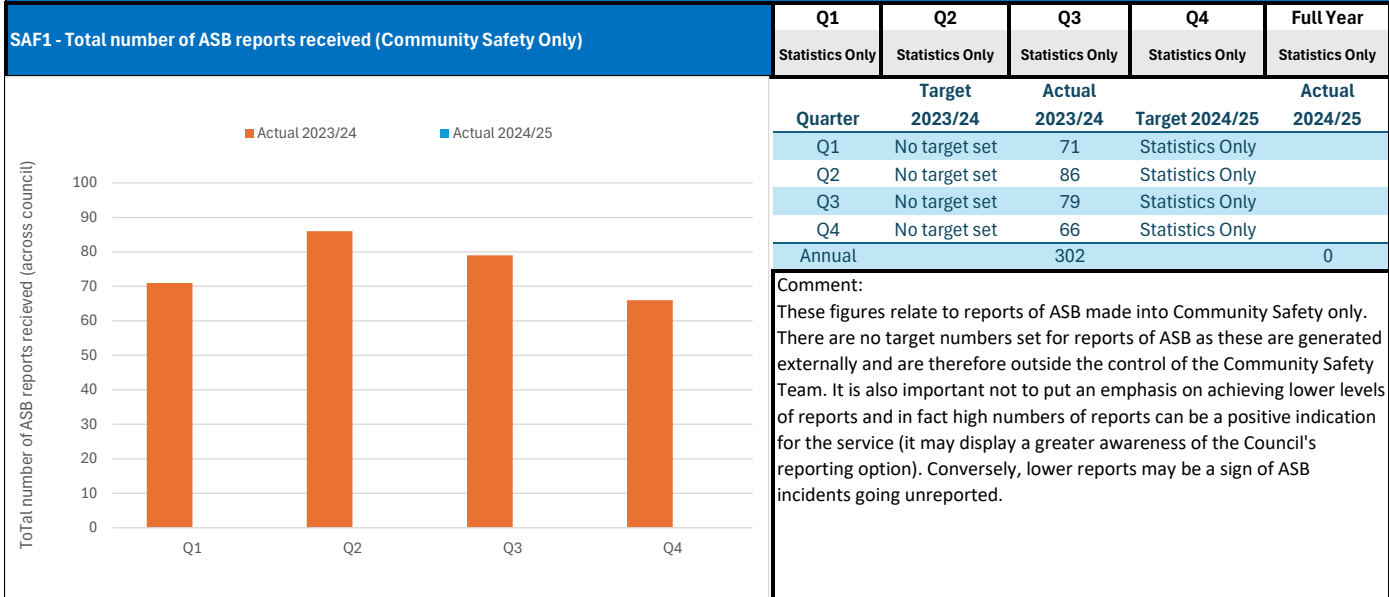 SAF1 - Total number of ASB reports received (Community Safety Only)
Q1 Q2 Q3 Q4 Full Year
Statistics Only Statistics Only Statistics Only Statistics Only Statistics Only
Actual 2023/24 Actual 2024/25
ToTal number of ASB reports recieved (across council)
100
90
80
70
60
50
40
30
20
10
0
Q1 Q2 Q3 Q4
Target Actual Actual
Quarter 2023/24 2023/24 Target 2024/25 2024/25
Q1 No target set 71 Statistics Only
Q2 No target set 86 Statistics Only
Q3 No target set 79 Statistics Only
Q4 No target set 66 Statistics Only
Annual 302 0
Comment:
These figures relate to reports of ASB made into Community Safety only.
There are no target numbers set for reports of ASB as these are generated
externally and are therefore outside the control of the Community Safety
Team. It is also important not to put an emphasis on achieving lower levels
of reports and in fact high numbers of reports can be a positive indication
for the service (it may display a greater awareness of the Council's
reporting option). Conversely, lower reports may be a sign of ASB
incidents going unreported.